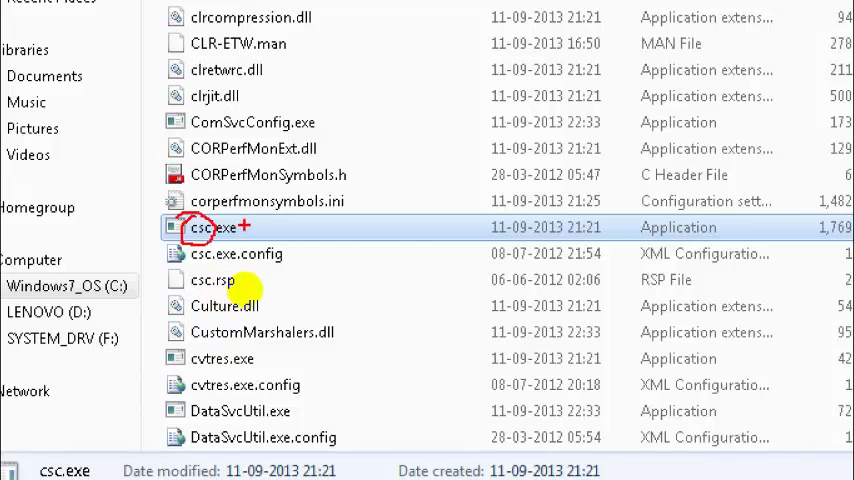 clrcompression.dll 11-09-2013 21:21 Application extens... 94
CLR-ETW.man 11-09-2013 16:50 MAN File 278
ibraries clretwrc.dll 11-09-2013 21:21 Application extens... 211
Documents clrjit.dll 11-09-2013 21:21 Application extens... 500
Music ComSvcConfig.exe 11-09-2013 22:33 Application 173
Pictures CORPerfMonExt.dll 11-09-2013 21:21 Application extens... 129
Videos CORPerfMonSymbols.h 28-03-2012 05:47 C Header File 6
Homegroup corperfmonsymbols.ini 11-09-2013 21:25 Configuration sett... 1,482
csc.exe 11-09-2013 21:21 Application 1,769
Computer csc.exe.config 08-07-2012 21:54 XML Configuratio...
Windows7_OS (C:) csc.rsp 06-06-2012 02:06 RSP File
LENOVO (D:) Culture.dll 11-09-2013 21:21 Application extens... 54
SYSTEM_DRV (F:) CustomMarshalers.dll 11-09-2013 22:33 Application extens... 95
cvtres.exe 11-09-2013 21:21 Application 42
Network cvtres.exe.config 08-07-2012 20:18 XML Configuratio...
DataSvcUtil.exe 11-09-2013 22:33 Application 72
DataSvcUtil.exe.config 28-03-2012 05:54 XML Configuratio...
csc.exe Date modified: 11-09-2013 21:21 Date created: 11-09-2013 21:21